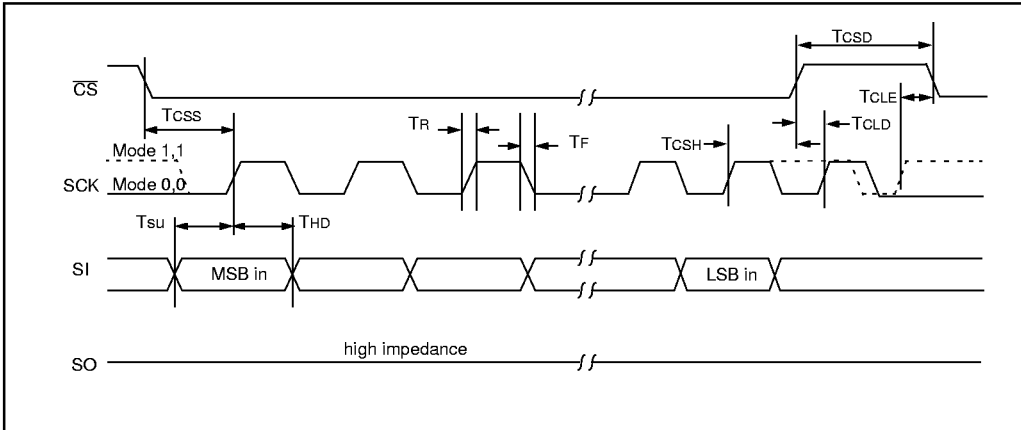 TCSD
CS
TCLE
TCSS
TR
TF
TCSH
TCLD
Mode 1,1
SCK
Mode 0,0
Tsu
THD
SI
MSB in
LSB in
high impedance
SO